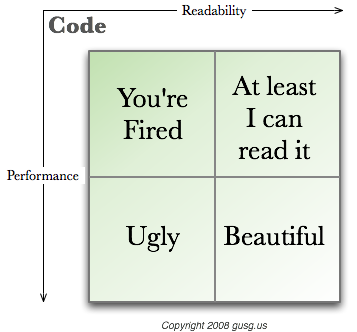 Readability
Code
You're
Fired
At least
I can
read it
Performance
Ugly
Beautiful
Copyright 2008 gusg.us